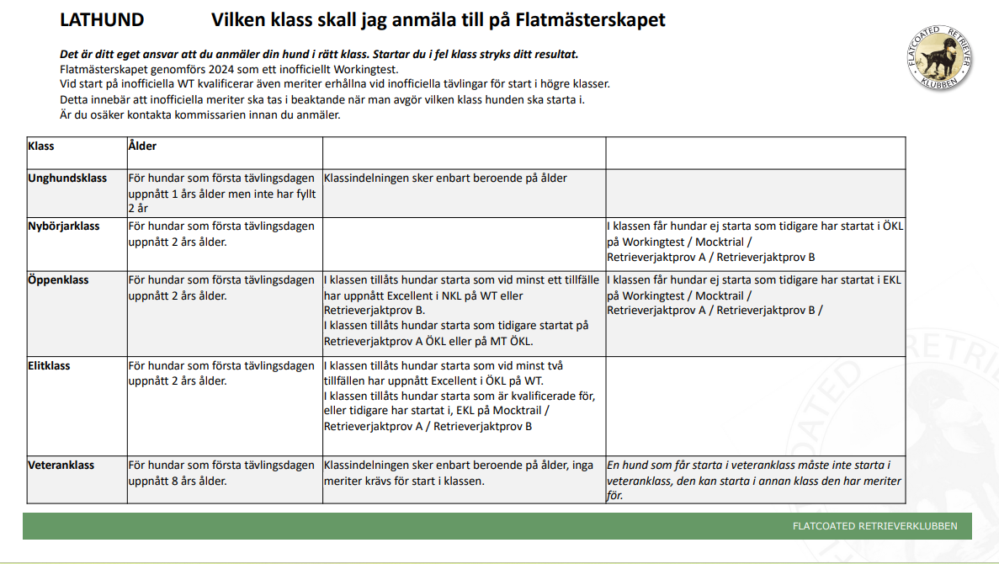 LATHUND Vilken klass skall jag anmäla till på Flatmästerskapet
FLATCOATED RETRIEVER
KLUBBEN
Det är ditt eget ansvar att du anmäler din hund i rätt klass. Startar du i fel klass stryks ditt resultat.
Flatmästerskapet genomförs 2024 som ett inofficiellt Workingtest.
Vid start på inofficiella WT kvalificerar även meriter erhållna vid inofficiella tävlingar för start i högre klasser.
Detta innebär att inofficiella meriter ska tas i beaktande när man avgör vilken klass hunden ska starta i.
Är du osäker kontakta kommissarien innan du anmäler.
Klass
Ålder
Unghundsklass
För hundar som första tävlingsdagen
uppnått 1 års ålder men inte har fyllt
2 år
Klassindelningen sker enbart beroende på ålder
Nybörjarklass
För hundar som första tävlingsdagen
uppnått 2 års ålder.
I klassen får hundar ej starta som tidigare har startat i ÖKL
på Workingtest / Mocktrial /
Retrieverjaktprov A / Retrieverjaktprov B
Öppenklass
För hundar som första tävlingsdagen
uppnått 2 års ålder.
I klassen tillåts hundar starta som vid minst ett tillfälle
har uppnått Excellent i NKL på WT eller
Retrieverjaktprov B.
I klassen tillåts hundar starta som tidigare startat på
Retrieverjaktprov A ÖKL eller på MT ÖKL.
I klassen får hundar ej starta som tidigare har startat i EKL
på Workingtest / Mocktrail /
Retrieverjaktprov A / Retrieverjaktprov B /
Elitklass
För hundar som första tävlingsdagen
uppnått 2 års ålder.
I klassen tillåts hundar starta som vid minst två
tillfällen har uppnått Excellent i ÖKL på WT.
I klassen tillåts hundar starta som är kvalificerade för,
eller tidigare har startat i, EKL på Mocktrail /
Retrieverjaktprov A / Retrieverjaktprov B
Veteranklass
För hundar som första tävlingsdagen
uppnått 8 års ålder.
Klassindelningen sker enbart beroende på ålder, inga
meriter krävs för start i klassen.
En hund som får starta i veteranklass måste inte starta i
veteranklass, den kan starta i annan klass den har meriter
för.
FLATCOATED RETRIEVERKLUBBEN